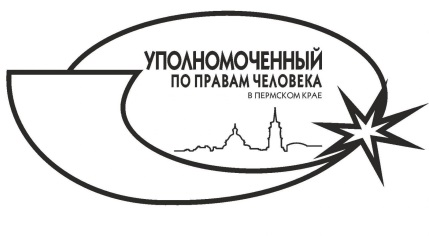 УПОЛНОМОЧЕННЫЙ
ПО ПРАВАМ ЧЕЛОВЕКА
В ПЕРМСКОМ КРАЕ